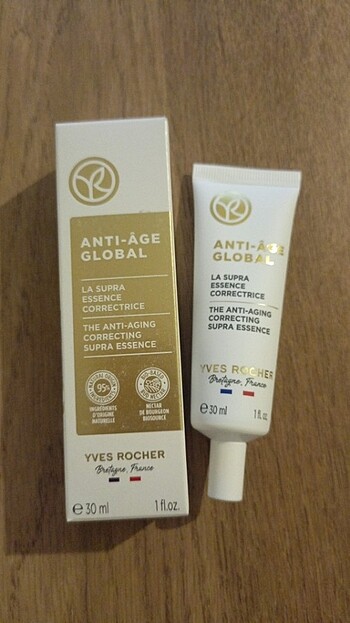 ANTI-ÂGE
GLOBAL
LA SUPRA
ESSENCE
CORRECTRICE
THE ANTI-AGING
CORRECTING
SUPRA ESSENCE
95%
INGRÉDIENTS
D'ORIGINE
NATURELLE
NECTAR
DE BOURGEON
BIOSOURCÉ
YVES ROCHER
Bretagne, France
e 30 ml
1 fl.oz.
ANTI-ÂGE
GLOBAL
LA SUPRA
ESSENCE
CORRECTRICE
THE ANTI-AGING
CORRECTING
SUPRA ESSENCE
YVES ROCHER
Bretagne, France
e 30 ml
1 fl.oz.